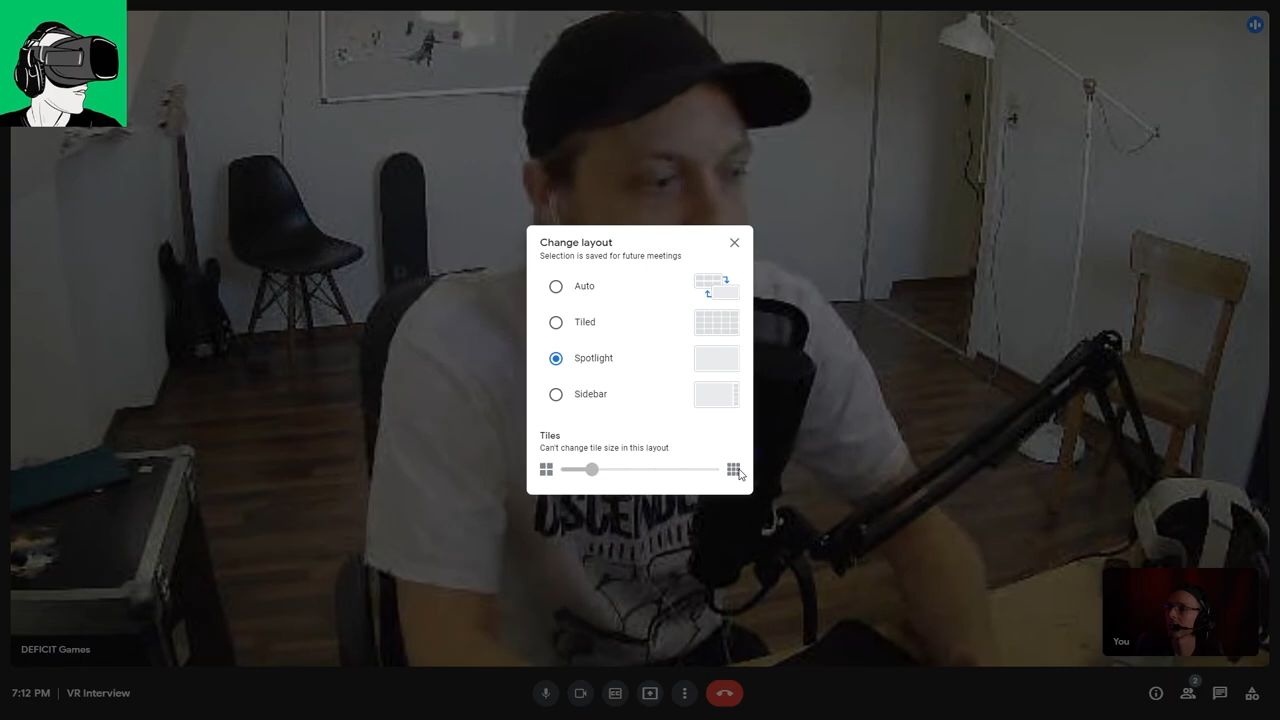 Change layout
Selection is saved for future meetings
Auto
Tiled
Spotlight
Sidebar
Tiles
Can't change tile size in this layout
You
DEFICIT Games
7:12 PM | VR Interview
2